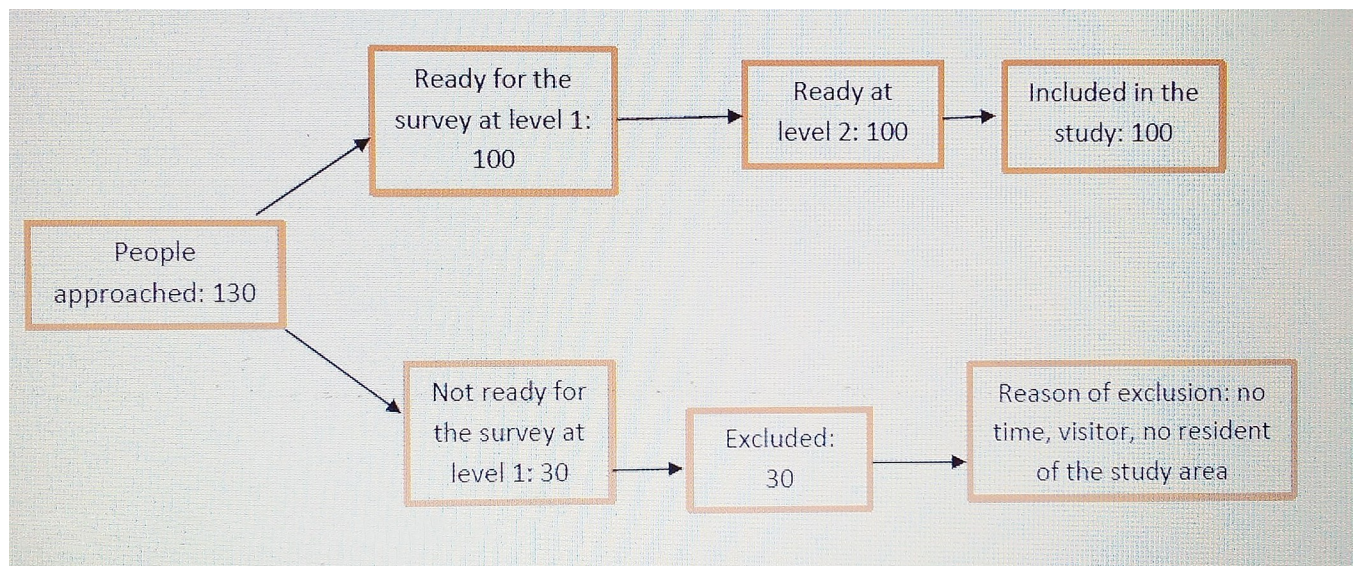 Ready for the
survey at level 1:
100
Ready at
level 2: 100
Included in the
study: 100
People
approached: 130
Not ready for
the survey at
level 1: 30
Excluded:
30
Reason of exclusion: no
time, visitor, no resident
of the study area